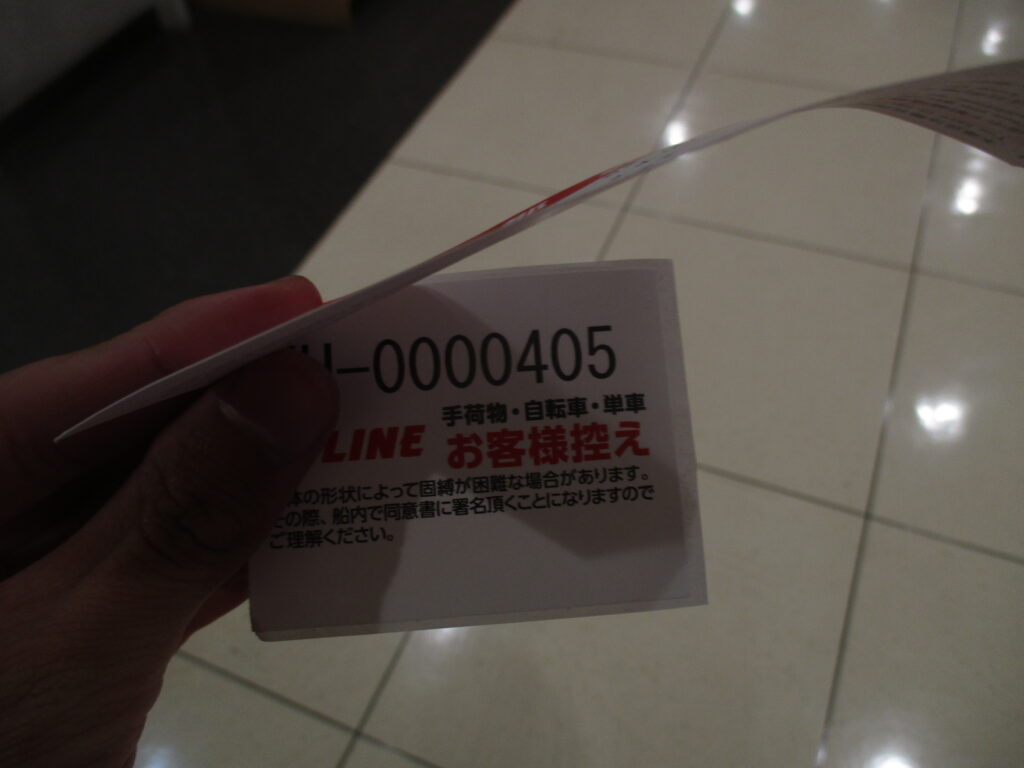 -0000405
手荷物・自転車・単車
LINE お客様控え
体の形状によって固縛が困難な場合があります。
の際、船内で同意書に署名頂くことになりますので
ご理解ください。